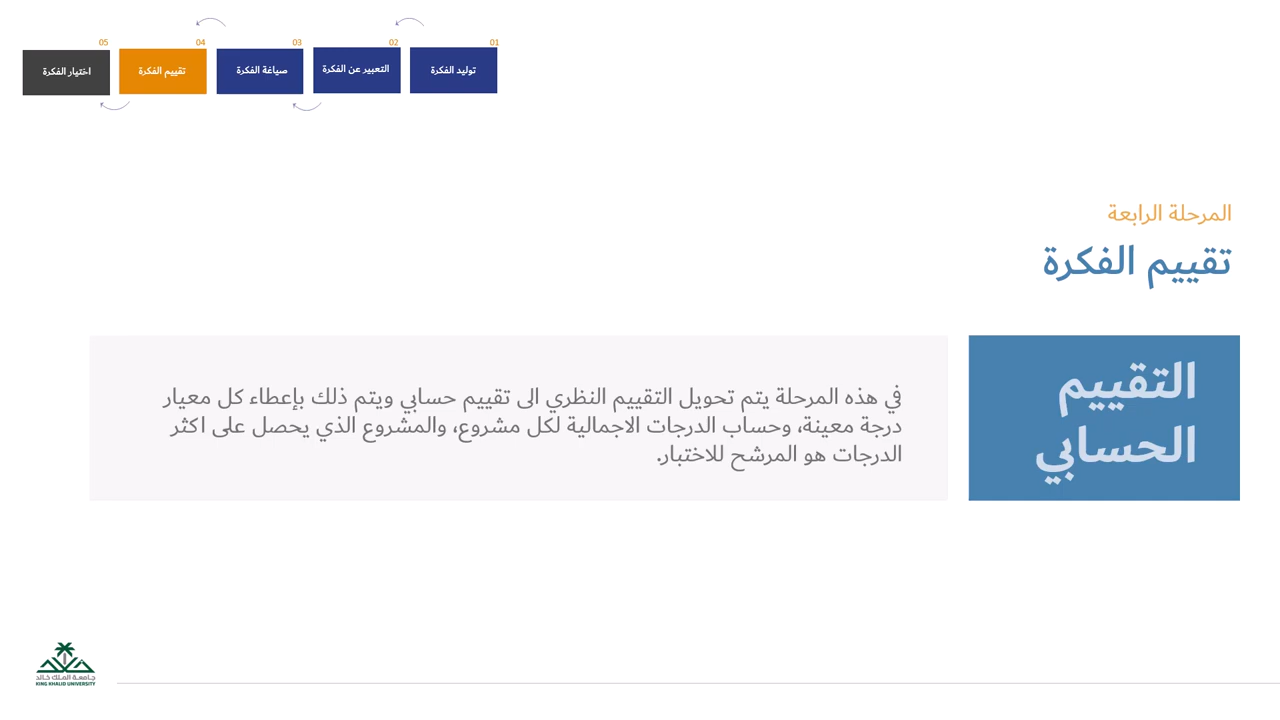 01
توليد الفكرة
02
التعبير عن الفكرة
03
صياغة الفكرة
04
تقييم الفكرة
05
اختيار الفكرة
المرحلة الرابعة
تقييم الفكرة
التقييم
الحسابي
في هذه المرحلة يتم تحويل التقييم النظري الى تقييم حسابي ويتم ذلك بإعطاء كل معيار
درجة معينة، وحساب الدرجات الاجمالية لكل مشروع، والمشروع الذي يحصل على اكثر
الدرجات هو المرشح للاختبار.
جامعة الملك خالد
KING KHALID UNIVERSITY